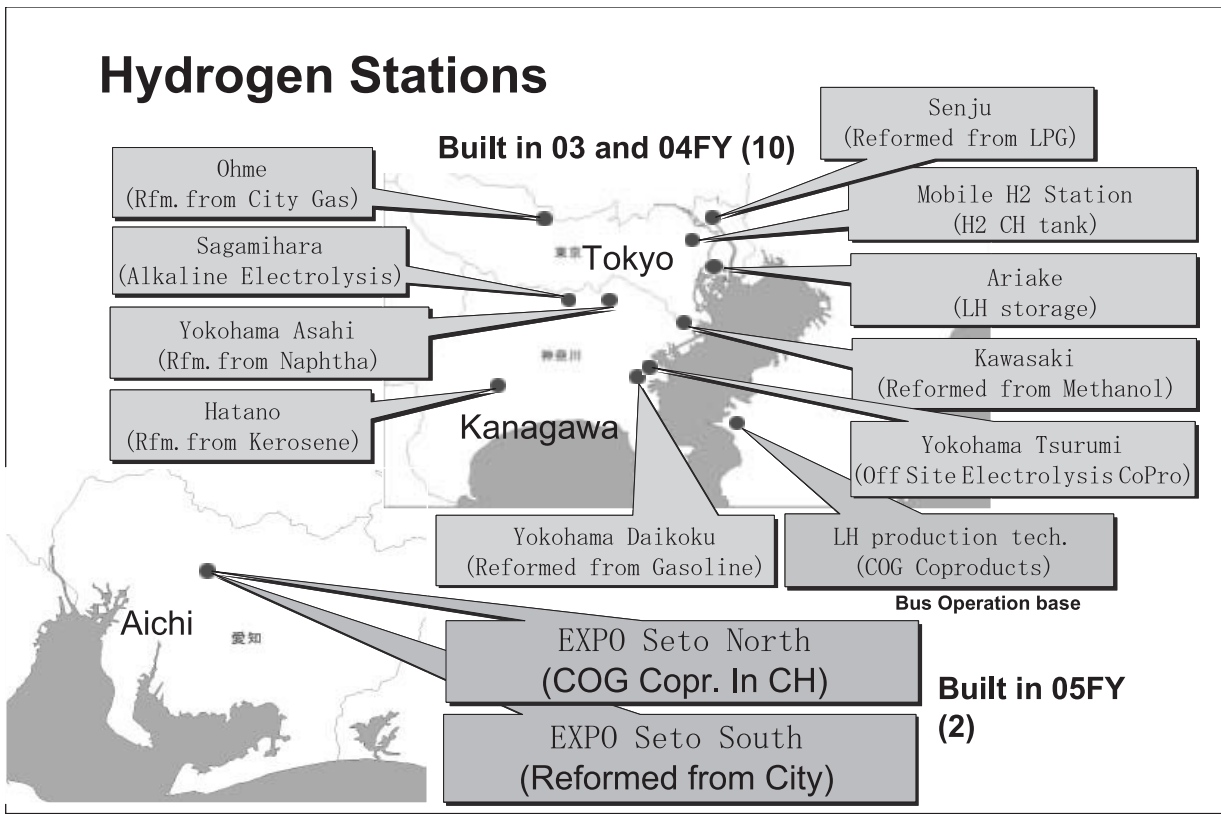 Hydrogen Stations
Built in 03 and 04FY (10)
Senju
(Reformed from LPG)
Ohme
(Rfm. from City Gas)
Mobile H2 Station
(H2 CH tank)
Sagamihara
(Alkaline Electrolysis)
東京
Tokyo
Ariake
(LH storage)
Yokohama Asahi
(Rfm. from Naphtha)
神奈川
Kawasaki
(Reformed from Methanol)
Hatano
(Rfm. from Kerosene)
Kanagawa
Yokohama Tsurumi
(Off Site Electrolysis CoPro)
Yokohama Daikoku
(Reformed from Gasoline)
LH production tech.
(COG Coproducts)
Bus Operation base
Aichi
愛知
EXPO Seto North
(COG Copr. In CH)
Built in 05FY
(2)
EXPO Seto South
(Reformed from City)